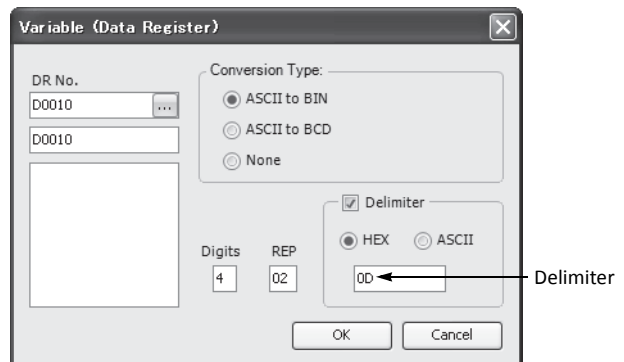 Variable (Data Register)
DR No.
D0010 ...
D0010
Conversion Type:
ASCII to BIN
ASCII to BCD
None
Digits
4
REP
02
Delimiter
HEX ASCII
0D
Delimiter
OK Cancel